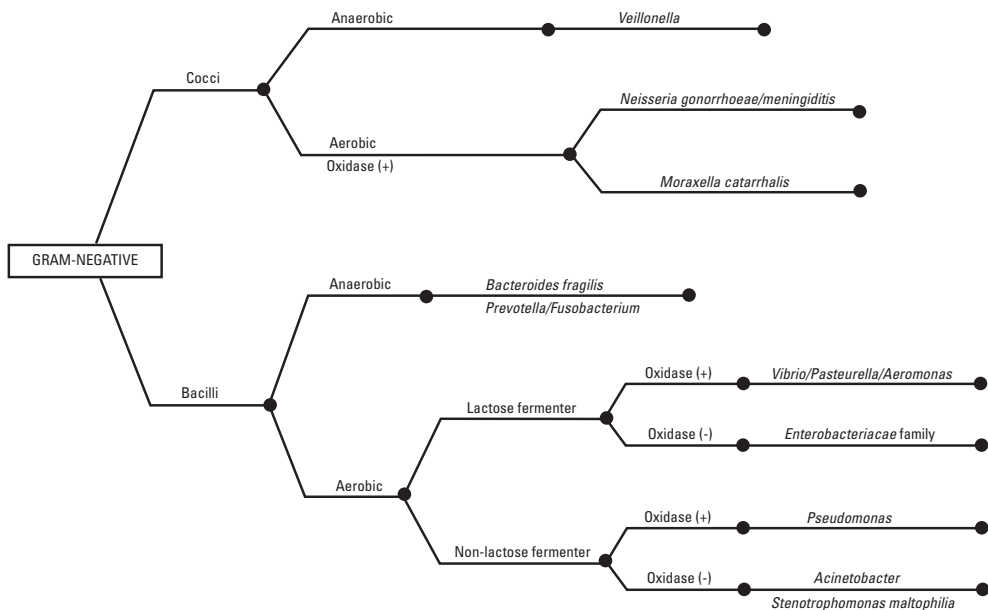 Anaerobic
Veillonella
Cocci
Neisseria gonorrhoeae/meningiditis
Aerobic
Oxidase (+)
Moraxella catarrhalis
GRAM-NEGATIVE
Anaerobic
Bacteroides fragilis
Prevotella/Fusobacterium
Bacilli
Oxidase (+)
Vibrio/Pasteurella/Aeromonas
Lactose fermenter
Oxidase (-)
Enterobacteriacae family
Aerobic
Oxidase (+)
Pseudomonas
Non-lactose fermenter
Oxidase (-)
Acinetobacter
Stenotrophomonas maltophilia